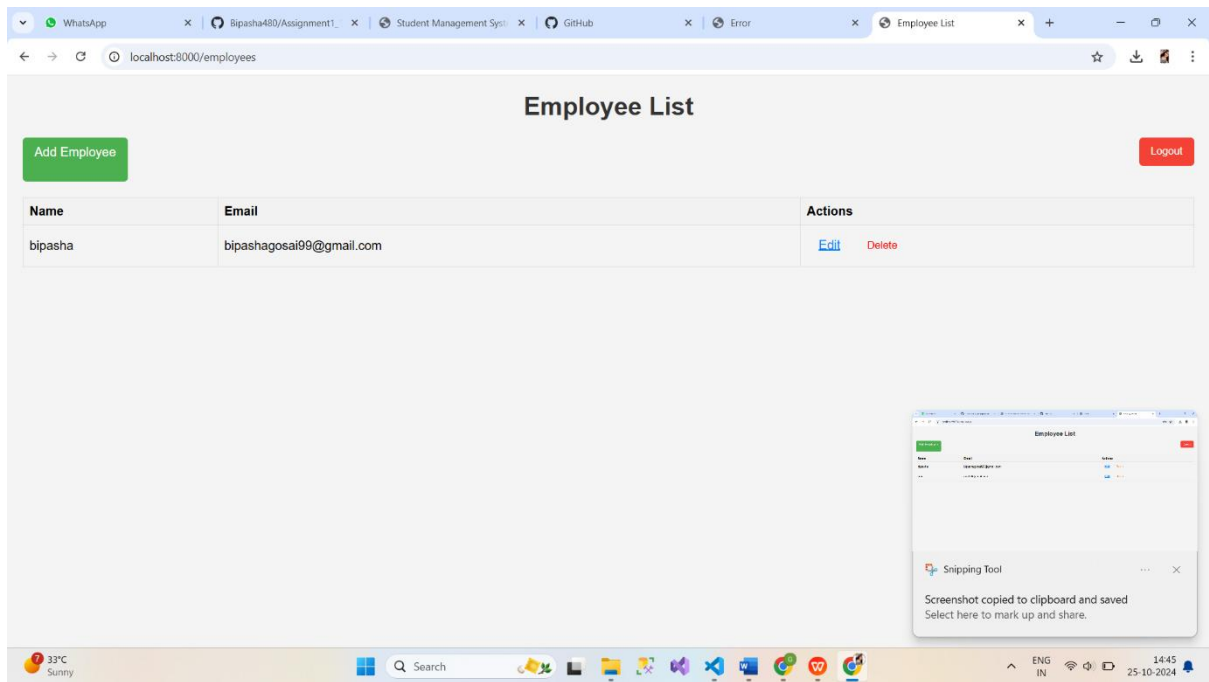 WhatsApp
Bipasha480/Assignment1_
Student Management Syst
GitHub
Error
Employee List
localhost:8000/employees
Employee List
Add Employee
Logout
Name Email Actions
bipasha bipashagosai99@gmail.com Edit Delete
Employee List
Snipping Tool
Screenshot copied to clipboard and saved
Select here to mark up and share.
7
33°C
Sunny
Search
ENG
IN
14:45
25-10-2024